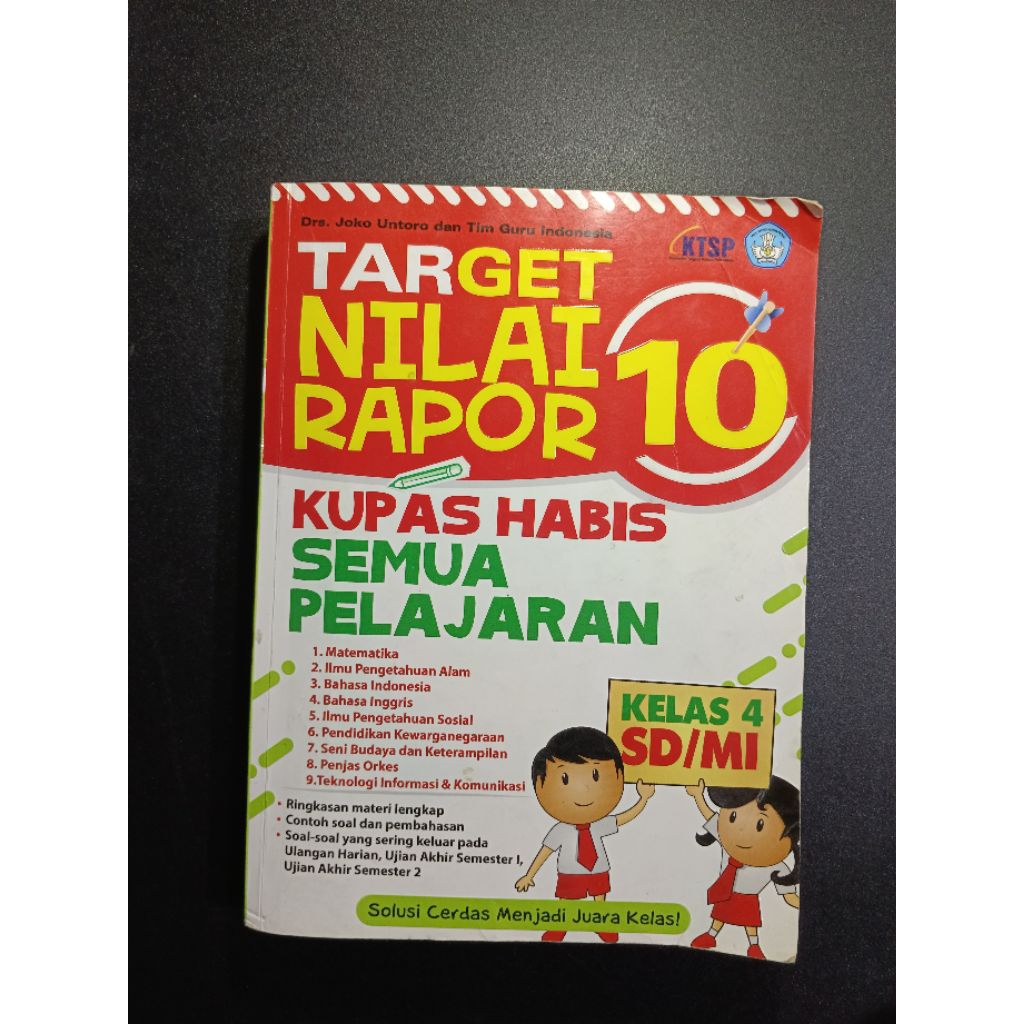 Drs. Joko Untoro dan Tim Guru Indonesia
KTSP
TARGET
NILAI
RAPOR
10
KUPAS HABIS
SEMUA
PELAJARAN
1. Matematika
2. Ilmu Pengetahuan Alam
3. Bahasa Indonesia
4. Bahasa Inggris
5. Ilmu Pengetahuan Sosial
6. Pendidikan Kewarganegaraan
7. Seni Budaya dan Keterampilan
8. Penjas Orkes
9.Teknologi Informasi & Komunikasi
• Ringkasan materi lengkap
• Contoh soal dan pembahasan
• Soal-soal yang sering keluar pada
Ulangan Harian, Ujian Akhir Semester I,
Ujian Akhir Semester 2
KELAS 4
SD/MI
Solusi Cerdas Menjadi Juara Kelas!